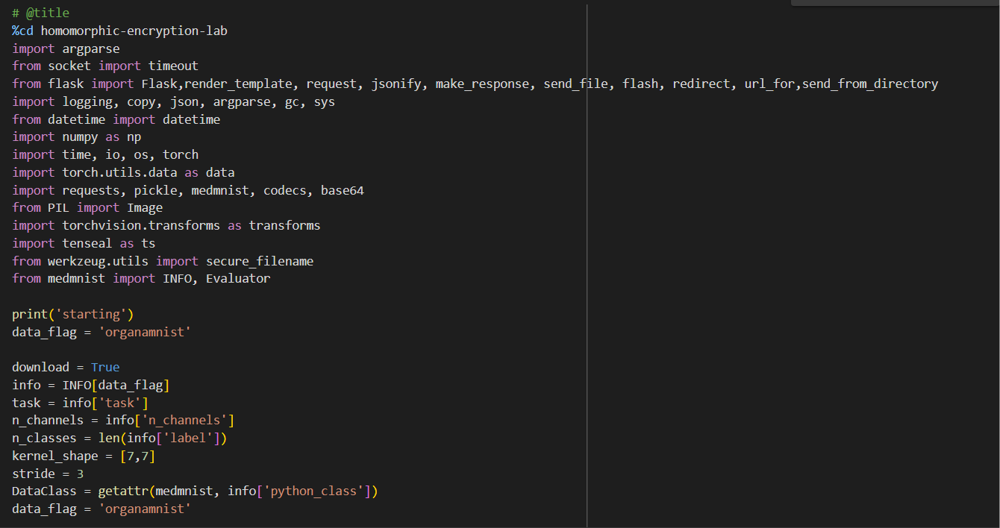 # @title
%cd homomorphic-encryption-lab
import argparse
from socket import timeout
from flask import Flask,render_template, request, jsonify, make_response, send_file, flash, redirect, url_for,send_from_directory
import logging, copy, json, argparse, gc, sys
from datetime import datetime
import numpy as np
import time, io, os, torch
import torch.utils.data as data
import requests, pickle, medmnist, codecs, base64
from PIL import Image
import torchvision.transforms as transforms
import tenseal as ts
from werkzeug.utils import secure_filename
from medmnist import INFO, Evaluator
print('starting')
data_flag = 'organamnist'
download = True
info = INFO[data_flag]
task = info['task']
n_channels = info['n_channels']
n_classes = len(info['label'])
kernel_shape = [7,7]
stride = 3
DataClass = getattr(medmnist, info['python_class'])
data_flag = 'organamnist'